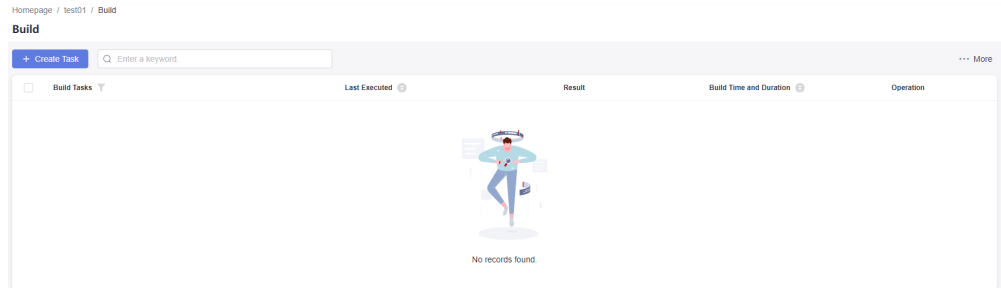 Homepage / test01 / Build
Build
+ Create Task Enter a keyword. ··· More
Build Tasks Last Executed Result Build Time and Duration Operation
No records found.